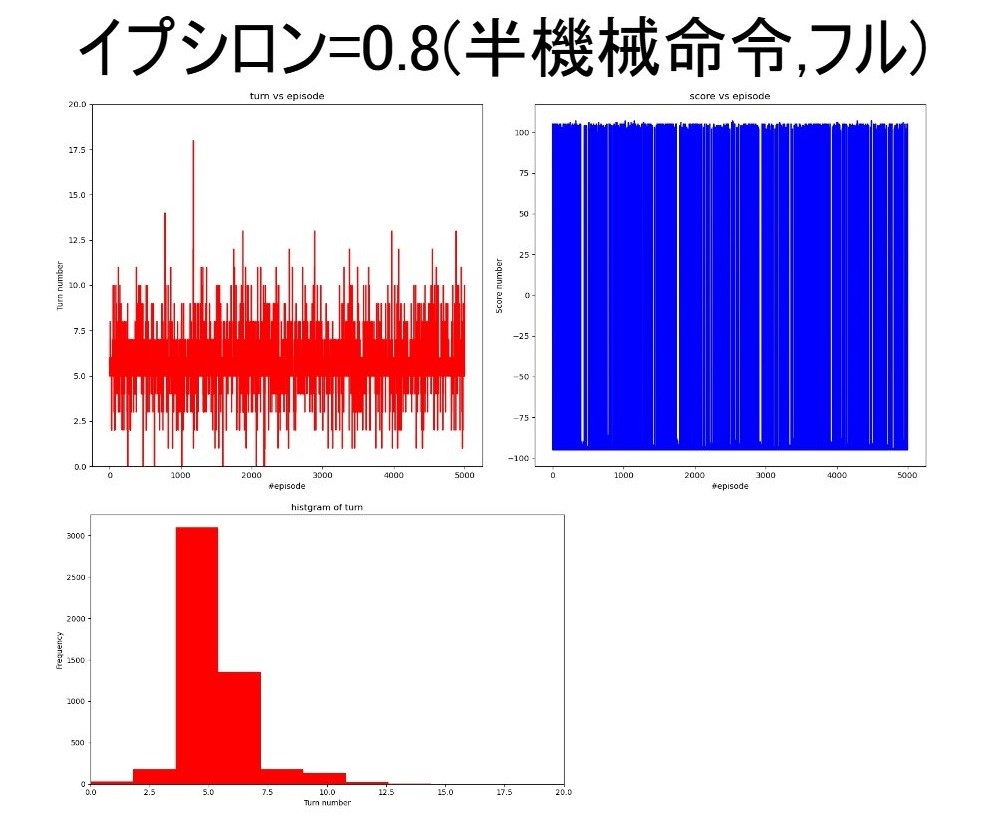 イプシロン=0.8(半機械命令,フル)
turn vs episode
score vs episode
20.0
17.5
15.0
12.5
10.0
7.5
5.0
2.5
0.0
Turn number
0 1000 2000 3000 4000 5000
#episode
100
75
50
25
0
−25
−50
−75
−100
Score number
0 1000 2000 3000 4000 5000
#episode
histgram of turn
3000
2500
2000
1500
1000
500
0
Frequency
0.0 2.5 5.0 7.5 10.0 12.5 15.0 17.5 20.0
Turn number